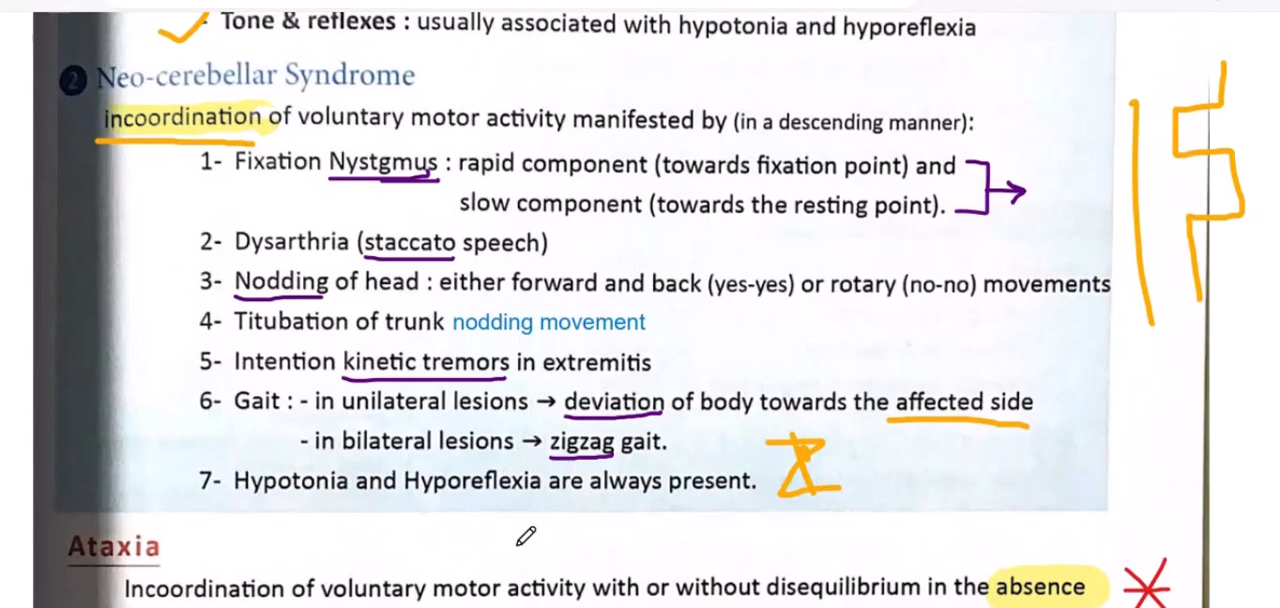 Tone & reflexes : usually associated with hypotonia and hyporeflexia
2 Neo-cerebellar Syndrome
incoordination of voluntary motor activity manifested by (in a descending manner):
1- Fixation Nystgmus : rapid component (towards fixation point) and
slow component (towards the resting point).
2- Dysarthria (staccato speech)
3- Nodding of head : either forward and back (yes-yes) or rotary (no-no) movements
4- Titubation of trunk nodding movement
5- Intention kinetic tremors in extremitis
6- Gait : - in unilateral lesions → deviation of body towards the affected side
- in bilateral lesions → zigzag gait.
7- Hypotonia and Hyporeflexia are always present.
Ataxia
Incoordination of voluntary motor activity with or without disequilibrium in the absence